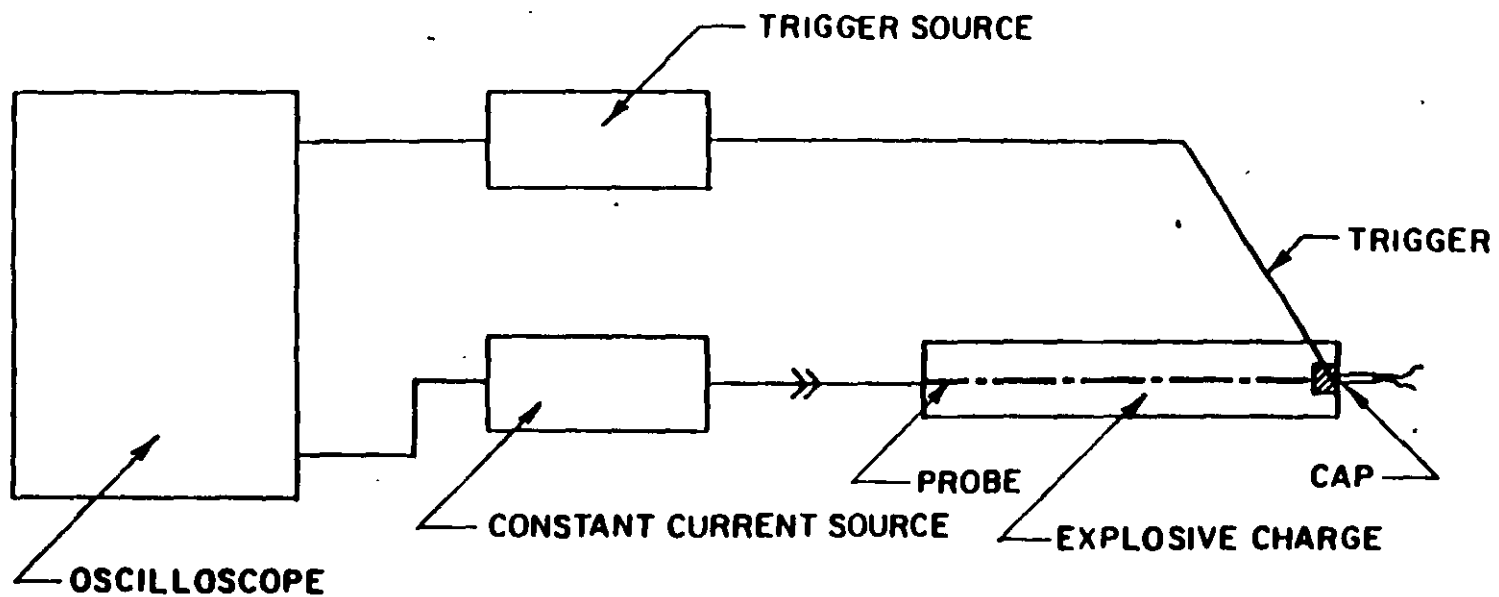 TRIGGER SOURCE
TRIGGER
PROBE
CAP
CONSTANT CURRENT SOURCE
EXPLOSIVE CHARGE
OSCILLOSCOPE